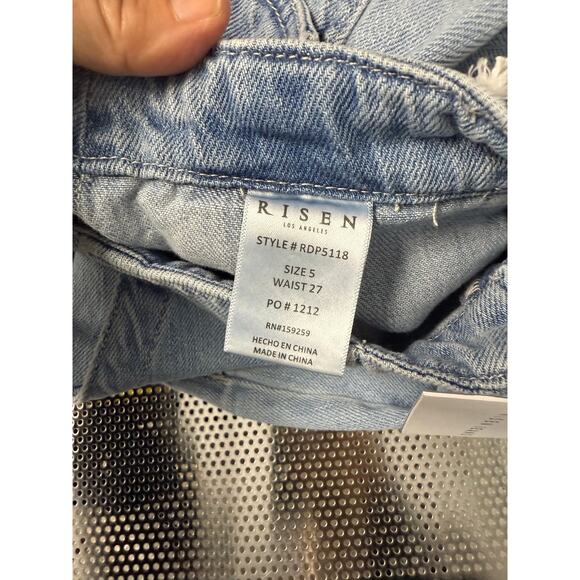 RISEN
LOS ANGELES
STYLE # RDP5118
SIZE 5
WAIST 27
PO # 1212
RN#159259
HECHO EN CHINA
MADE IN CHINA